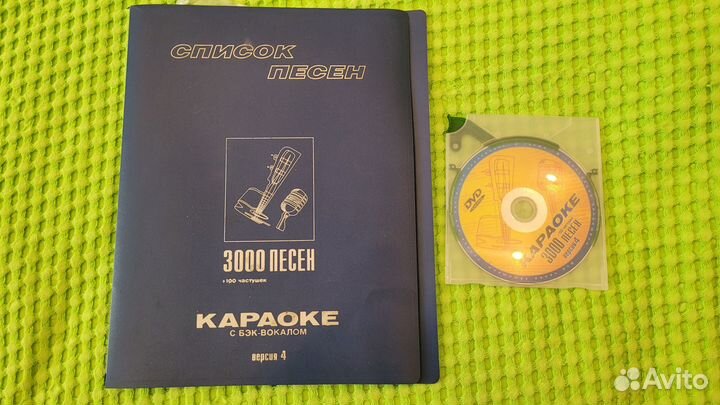 СПИСОК
ПЕСЕН
3000 ПЕСЕН
+100 частушек
КАРАОКЕ
С БЭК-ВОКАЛОМ
версия 4
DVD
КАРАОКЕ
3000 ПЕСЕН
версия 4
Avito